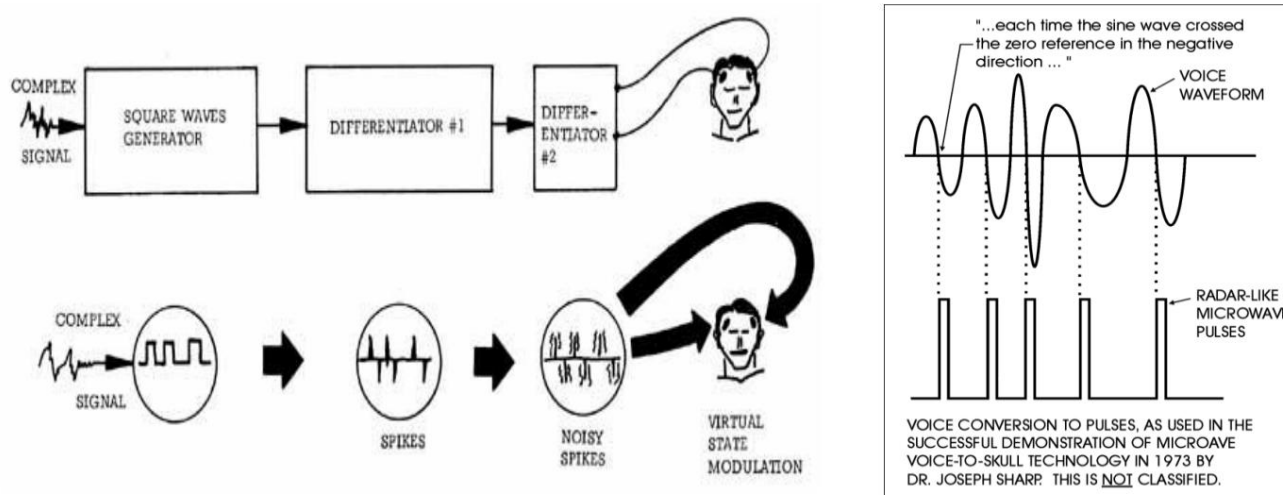 COMPLEX
SIGNAL
SQUARE WAVES
GENERATOR
DIFFERENTIATOR #1
DIFFER-
ENTIATOR
#2
COMPLEX
SIGNAL
SPIKES
NOISY
SPIKES
VIRTUAL
STATE
MODULATION
"...each time the sine wave crossed
the zero reference in the negative
direction ... "
VOICE
WAVEFORM
RADAR-LIKE
MICROWAVE
PULSES
VOICE CONVERSION TO PULSES, AS USED IN THE
SUCCESSFUL DEMONSTRATION OF MICROAVE
VOICE-TO-SKULL TECHNOLOGY IN 1973 BY
DR. JOSEPH SHARP. THIS IS NOT CLASSIFIED.